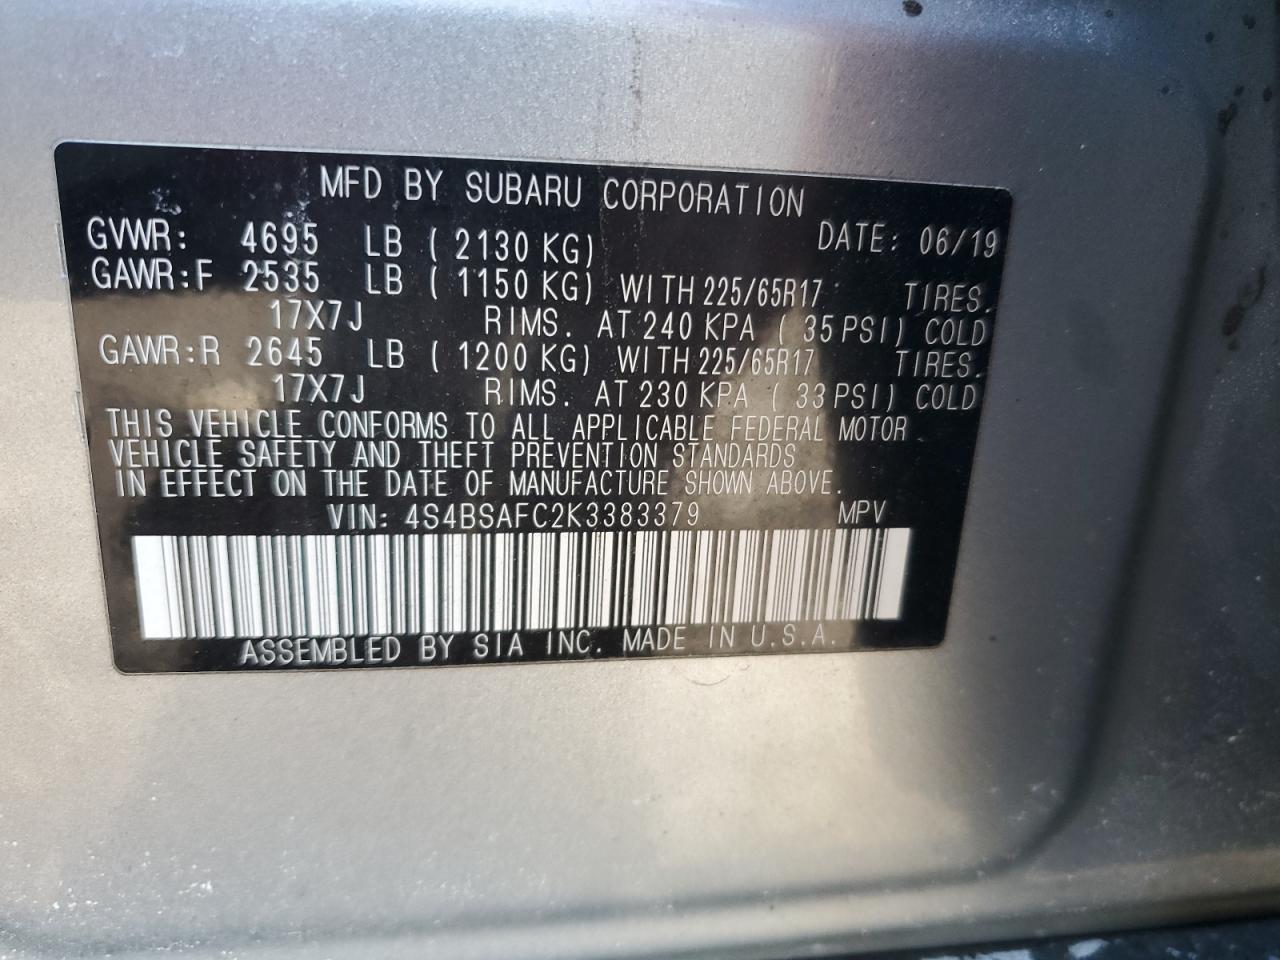 MFD BY SUBARU CORPORATION
GVWR: 4695 LB ( 2130 KG) DATE: 06/19
GAWR:F 2535 LB ( 1150 KG) WITH 225/65R17 TIRES.
17X7J RIMS. AT 240 KPA ( 35 PSI) COLD
GAWR:R 2645 LB ( 1200 KG) WITH 225/65R17 TIRES.
17X7J RIMS. AT 230 KPA ( 33 PSI) COLD
THIS VEHICLE CONFORMS TO ALL APPLICABLE FEDERAL MOTOR
VEHICLE SAFETY AND THEFT PREVENTION STANDARDS
IN EFFECT ON THE DATE OF MANUFACTURE SHOWN ABOVE.
VIN: 4S4BSAFC2K3383379 MPV
ASSEMBLED BY SIA INC. MADE IN U.S.A.